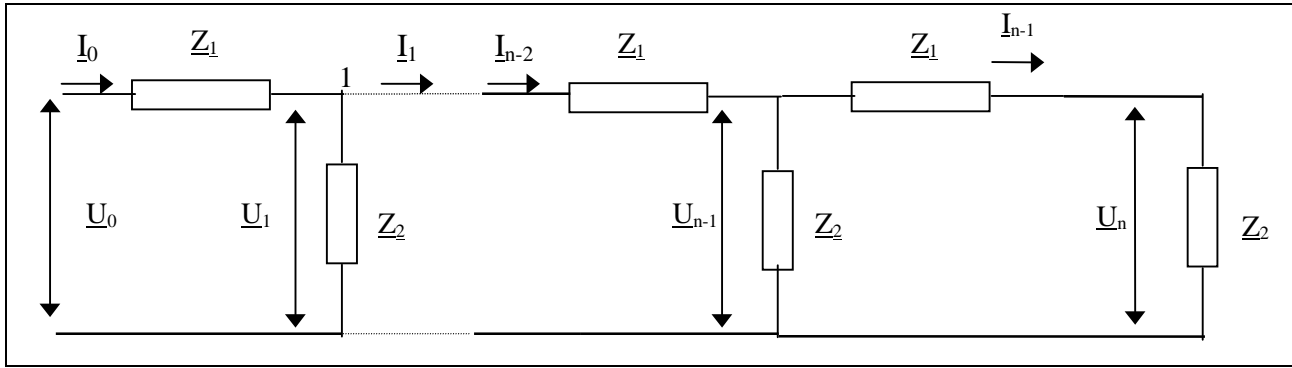 I₀ Z₁ 1 I₁ Iₙ₋₂ Z₁ Z₁ Iₙ₋₁
U₀ U₁ Z₂ Uₙ₋₁ Z₂ Uₙ Z₂